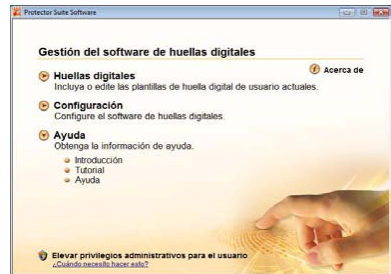 Protector Suite Software
Gestión del software de huellas digitales
Acerca de
Huellas digitales
Incluya o edite las plantillas de huella digital de usuario actuales.
Configuración
Configure el software de huellas digitales.
Ayuda
Obtenga la información de ayuda.
Introducción
Tutorial
Ayuda
Elevar privilegios administrativos para el usuario
¿Cuándo necesito hacer esto?